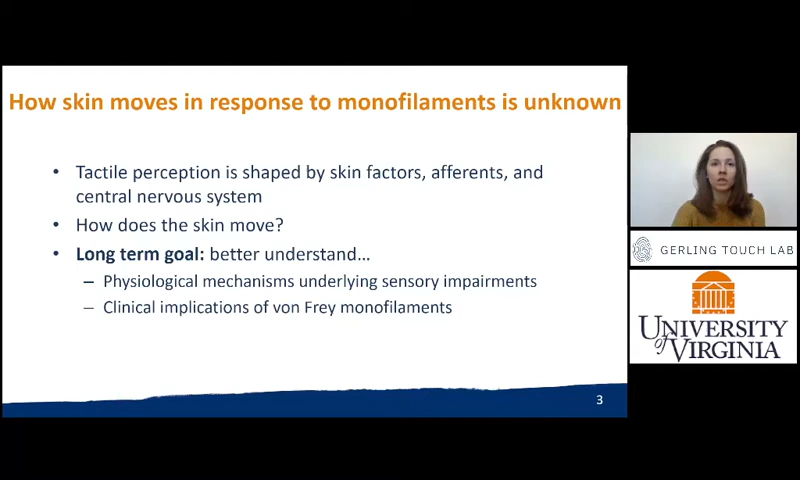 How skin moves in response to monofilaments is unknown
• Tactile perception is shaped by skin factors, afferents, and
central nervous system
• How does the skin move?
• Long term goal: better understand…
– Physiological mechanisms underlying sensory impairments
– Clinical implications of von Frey monofilaments
3
GERLING TOUCH LAB
UNIVERSITY
of VIRGINIA